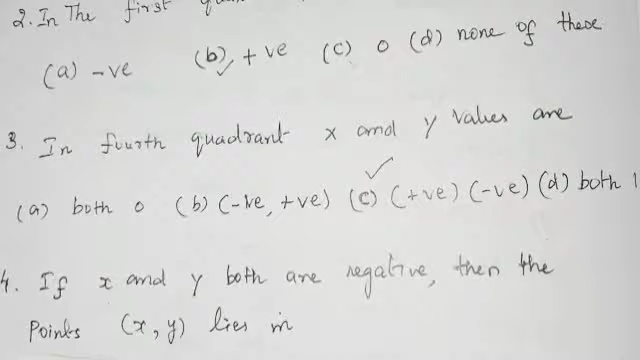 2. In The first
(a) -ve (b) +ve (c) 0 (d) none of these
3. In fourth quadrant x and y values are
(a) both 0 (b) (-ve, +ve) (c) (+ve) (-ve) (d) both 1
4. If x and y both are negative, then the
Points (x, y) lies in